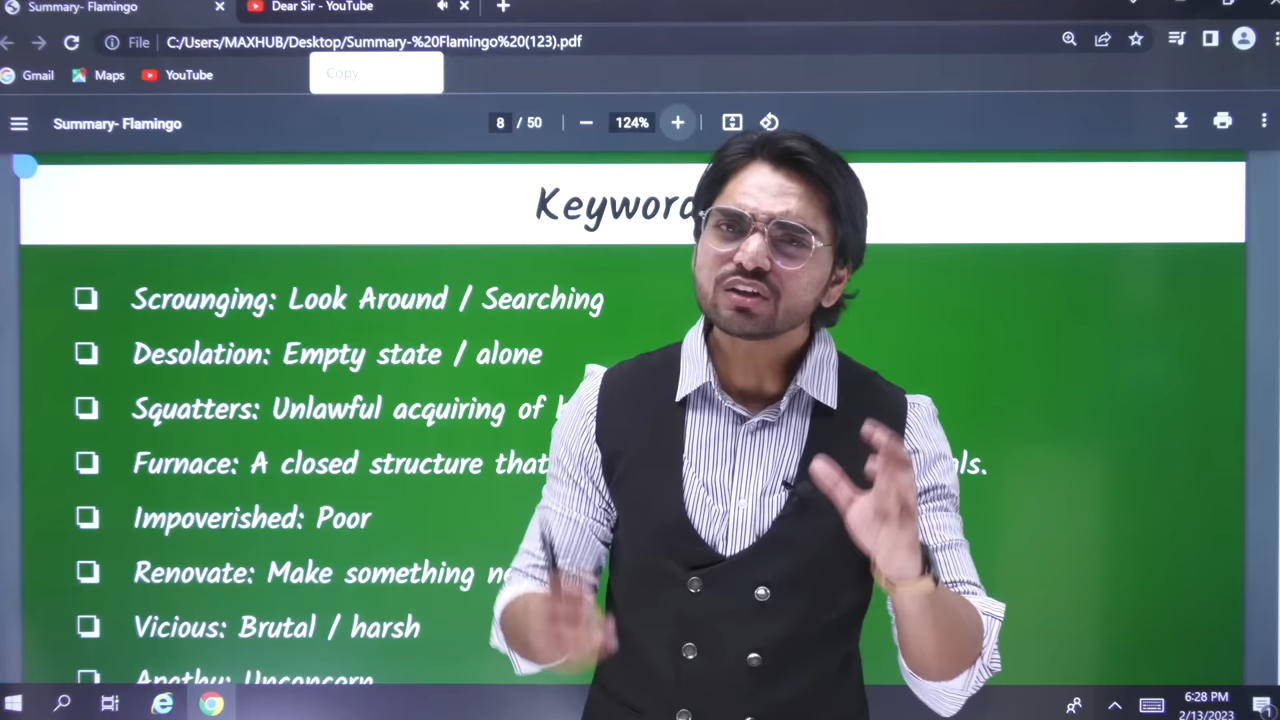 Summary- Flamingo
Dear Sir - YouTube
File
C:/Users/MAXHUB/Desktop/Summary-%20Flamingo%20(123).pdf
Gmail
Maps
YouTube
Copy
Summary- Flamingo
8 / 50
124%
Scrounging: Look Around / Searching
Desolation: Empty state / alone
Squatters: Unlawful acquiring of
Furnace: A closed structure that
Impoverished: Poor
Renovate: Make something
Vicious: Brutal / harsh
Apathy: Unconcern
6:28 PM
2/13/2023